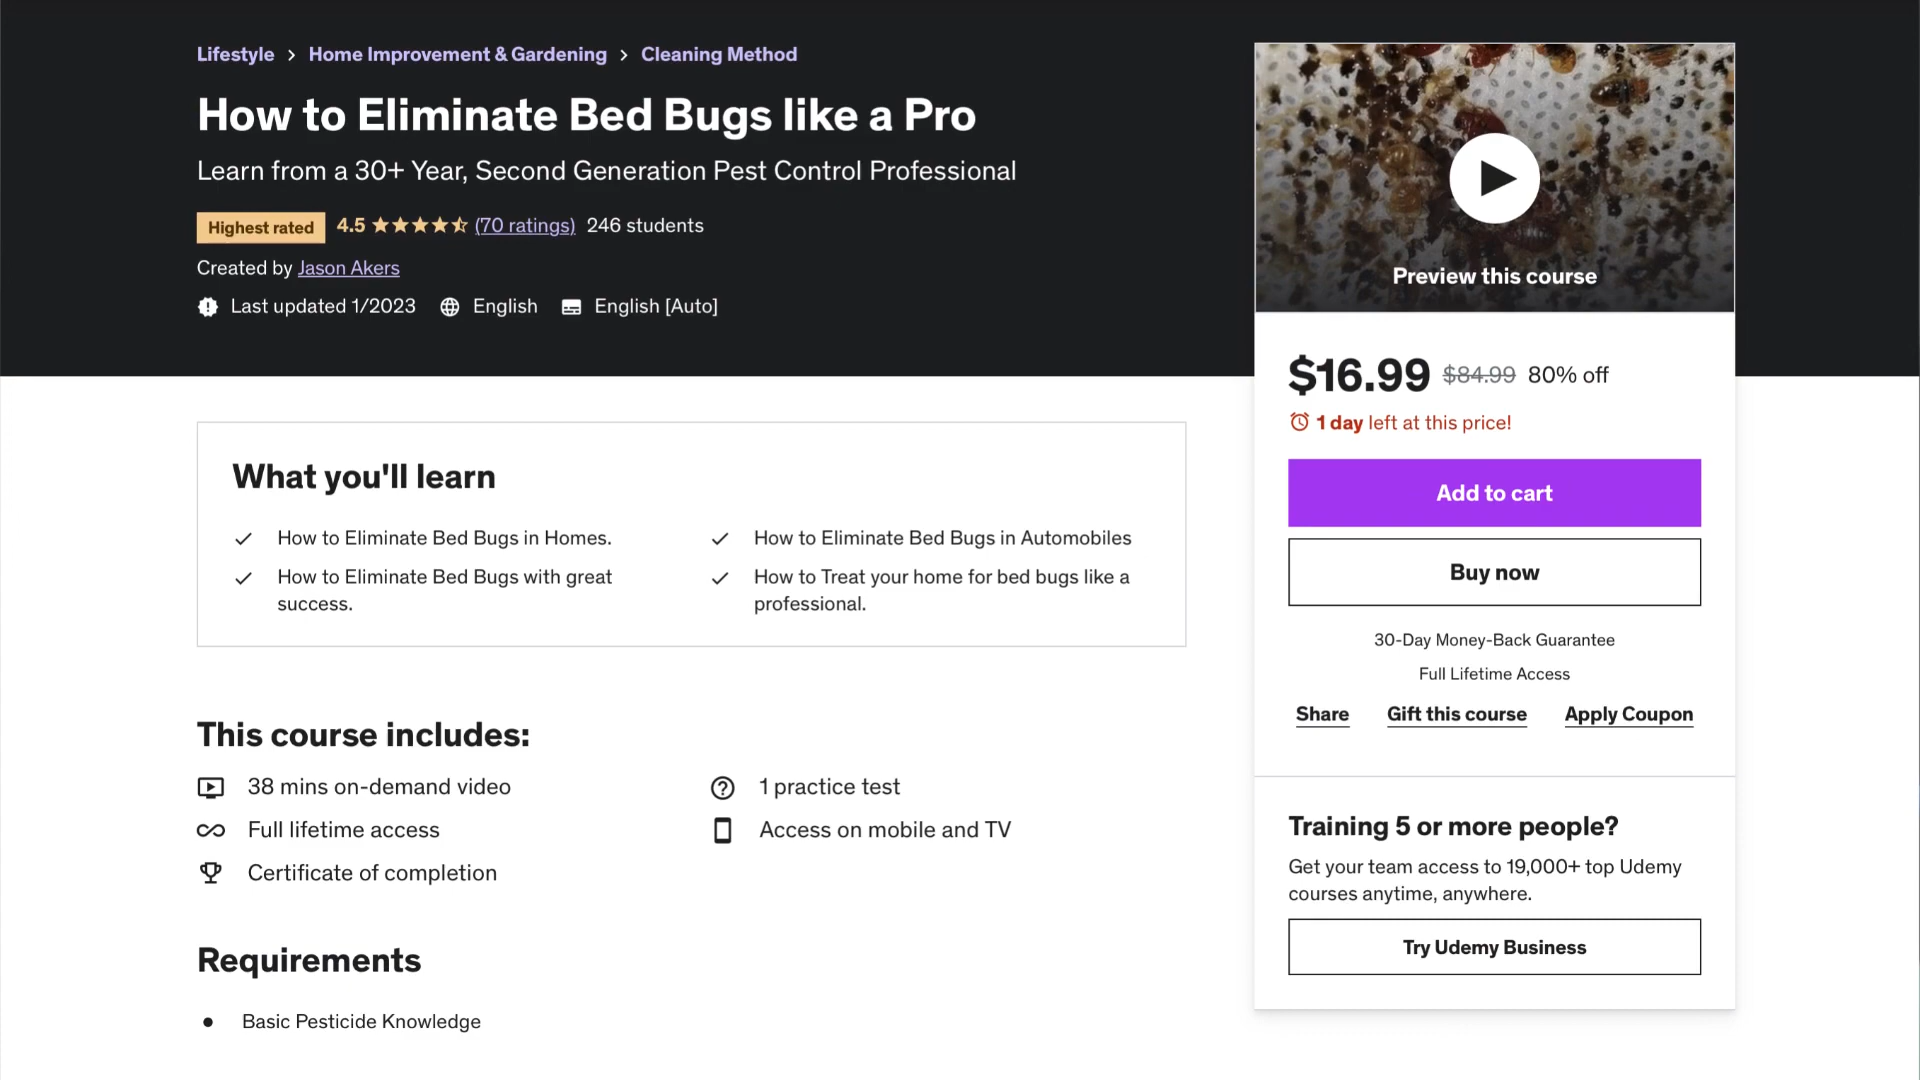 Lifestyle > Home Improvement & Gardening > Cleaning Method
How to Eliminate Bed Bugs like a Pro
Learn from a 30+ Year, Second Generation Pest Control Professional
Highest rated 4.5 (70 ratings) 246 students
Created by Jason Akers
Last updated 1/2023 English English [Auto]
Preview this course
$16.99 $84.99 80% off
1 day left at this price!
Add to cart
Buy now
30-Day Money-Back Guarantee
Full Lifetime Access
Share Gift this course Apply Coupon
Training 5 or more people?
Get your team access to 19,000+ top Udemy
courses anytime, anywhere.
Try Udemy Business
What you'll learn
How to Eliminate Bed Bugs in Homes.
How to Eliminate Bed Bugs in Automobiles
How to Eliminate Bed Bugs with great
success.
How to Treat your home for bed bugs like a
professional.
This course includes:
38 mins on-demand video
1 practice test
Full lifetime access
Access on mobile and TV
Certificate of completion
Requirements
Basic Pesticide Knowledge